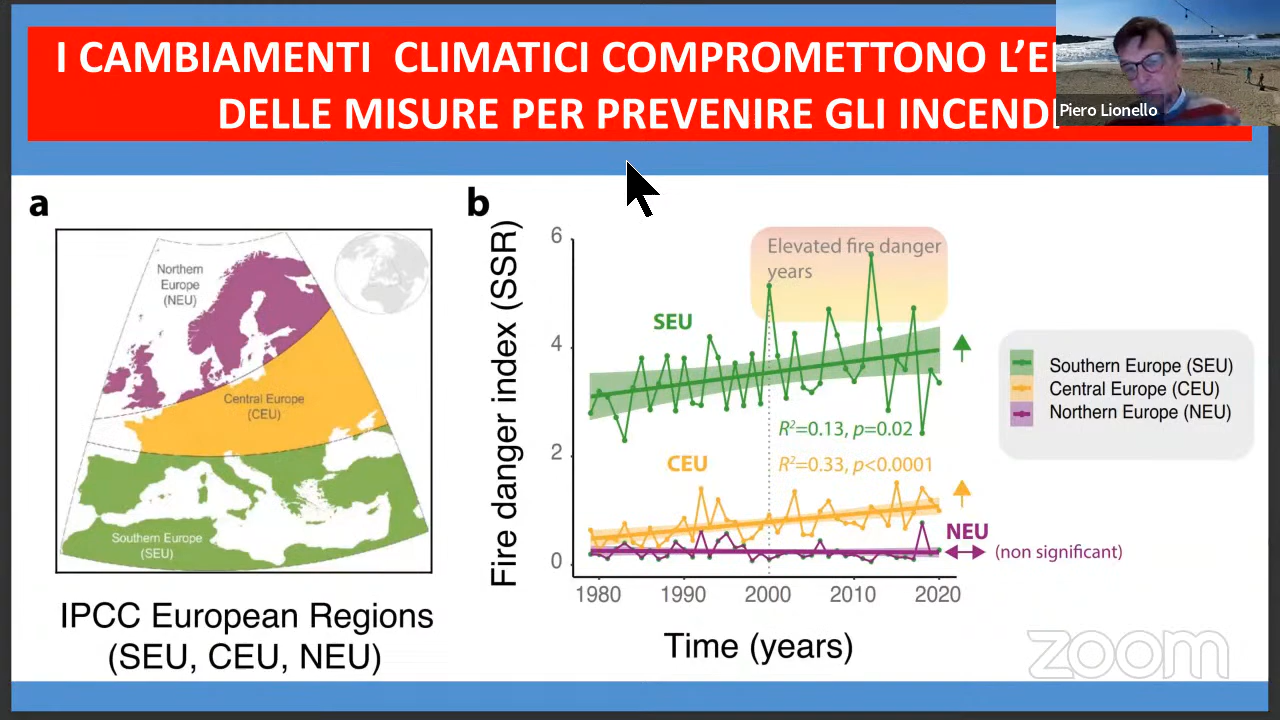 I CAMBIAMENTI  CLIMATICI COMPROMETTONO
DELLE MISURE PER PREVENIRE GLI
Piero Lionello
a
Northern
Europe
(NEU)
Central Europe
(CEU)
Southern Europe
(SEU)
IPCC European Regions
(SEU, CEU, NEU)
b
Fire danger index (SSR)
6
4
2
0
Elevated fire danger
years
SEU
R²=0.13, p=0.02
CEU
R²=0.33, p<0.0001
NEU
(non significant)
1980 1990 2000 2010 2020
Time (years)
Southern Europe (SEU)
Central Europe (CEU)
Northern Europe (NEU)
zoom